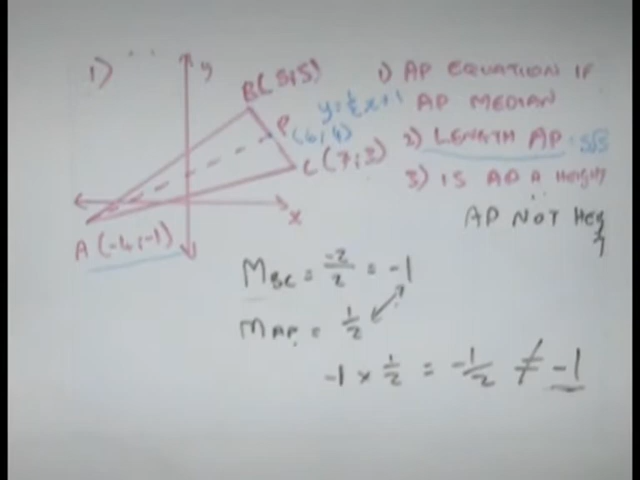 1)
y
B(5;5)
y=½x+1
P
(6;4)
C(7;3)
x
A(-4;-1)
1) AP EQUATION IF
AP MEDIAN
2) LENGTH AP = 5√5
3) IS AP A HEIGHT
AP NOT HEG
M_BC = -2/2 = -1
M_AP = 1/2
-1 × 1/2 = -1/2 ≠ -1